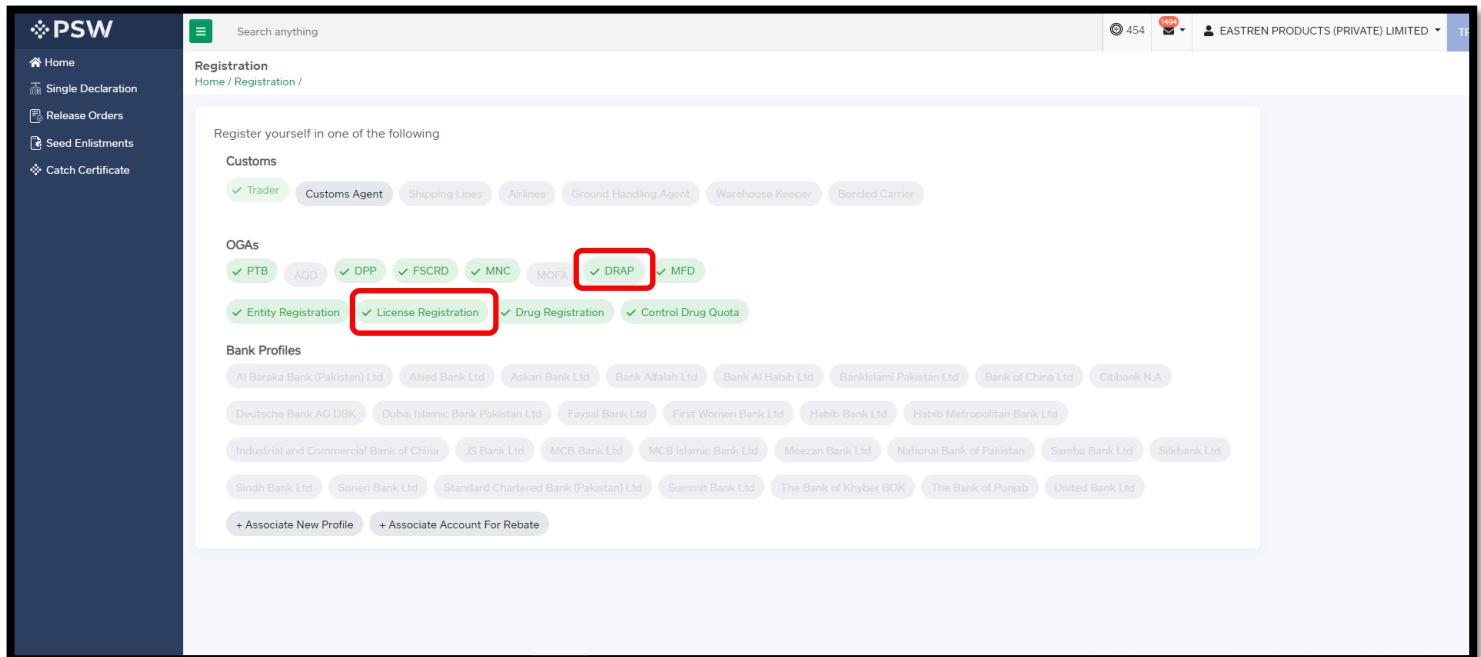 PSW
Search anything
454
1494
EASTREN PRODUCTS (PRIVATE) LIMITED
Home
Single Declaration
Release Orders
Seed Enlistments
Catch Certificate
Registration
Home / Registration /
Register yourself in one of the following
Customs
Trader Customs Agent Shipping Lines Airlines Ground Handling Agent Warehouse Keeper Bonded Carrier
OGAs
PTB AQD DPP FSCRD MNC MOFA DRAP MFD
Entity Registration License Registration Drug Registration Control Drug Quota
Bank Profiles
Al Baraka Bank (Pakistan) Ltd Allied Bank Ltd Askari Bank Ltd Bank Alfalah Ltd Bank Al Habib Ltd BankIslami Pakistan Ltd Bank of China Ltd Citibank N.A
Deutsche Bank AG DBK Dubai Islamic Bank Pakistan Ltd Faysal Bank Ltd First Women Bank Ltd Habib Bank Ltd Habib Metropolitan Bank Ltd
Industrial and Commercial Bank of China JS Bank Ltd MCB Bank Ltd MCB Islamic Bank Ltd Meezan Bank Ltd National Bank of Pakistan Samba Bank Ltd Silkbank Ltd
Sindh Bank Ltd Soneri Bank Ltd Standard Chartered Bank (Pakistan) Ltd Summit Bank Ltd The Bank of Khyber BOK The Bank of Punjab United Bank Ltd
+ Associate New Profile + Associate Account For Rebate